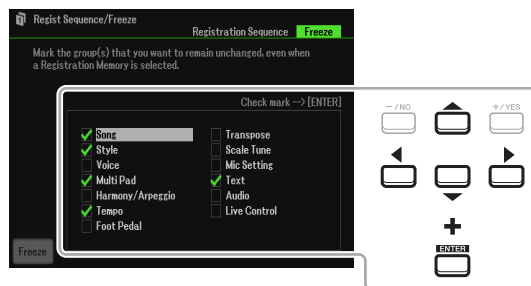 Regist Sequence/Freeze
Registration Sequence Freeze
Mark the group(s) that you want to remain unchanged, even when
a Registration Memory is selected.
Check mark --> [ENTER]
Song
Style
Voice
Multi Pad
Harmony/Arpeggio
Tempo
Foot Pedal
Transpose
Scale Tune
Mic Setting
Text
Audio
Live Control
Freeze
－/NO
＋/YES
+
ENTER